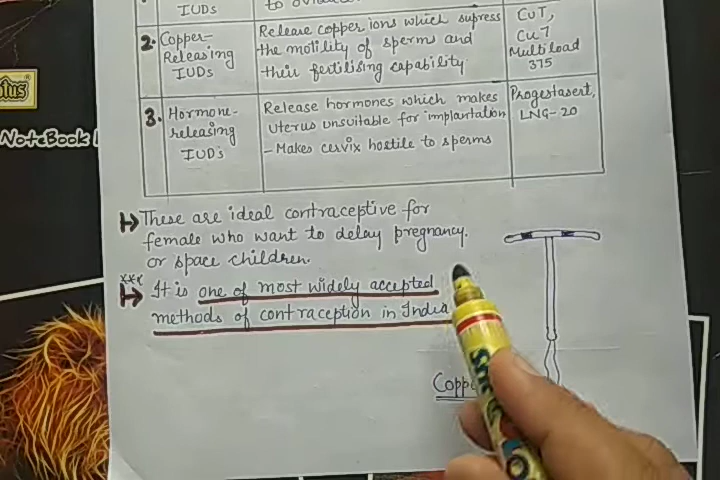 IUDs
2. Copper- Release copper ions which supress CuT,
Releasing the motility of sperms and Cu7
IUDs their fertilising capability Multiload
375
3. Hormone- Release hormones which makes Progestasert,
releasing uterus unsuitable for implantation LNG-20
IUD's - Makes cervix hostile to sperms
NoteBook
These are ideal contraceptive for
female who want to delay pregnancy.
or space children.
It is one of most widely accepted
methods of contraception in India